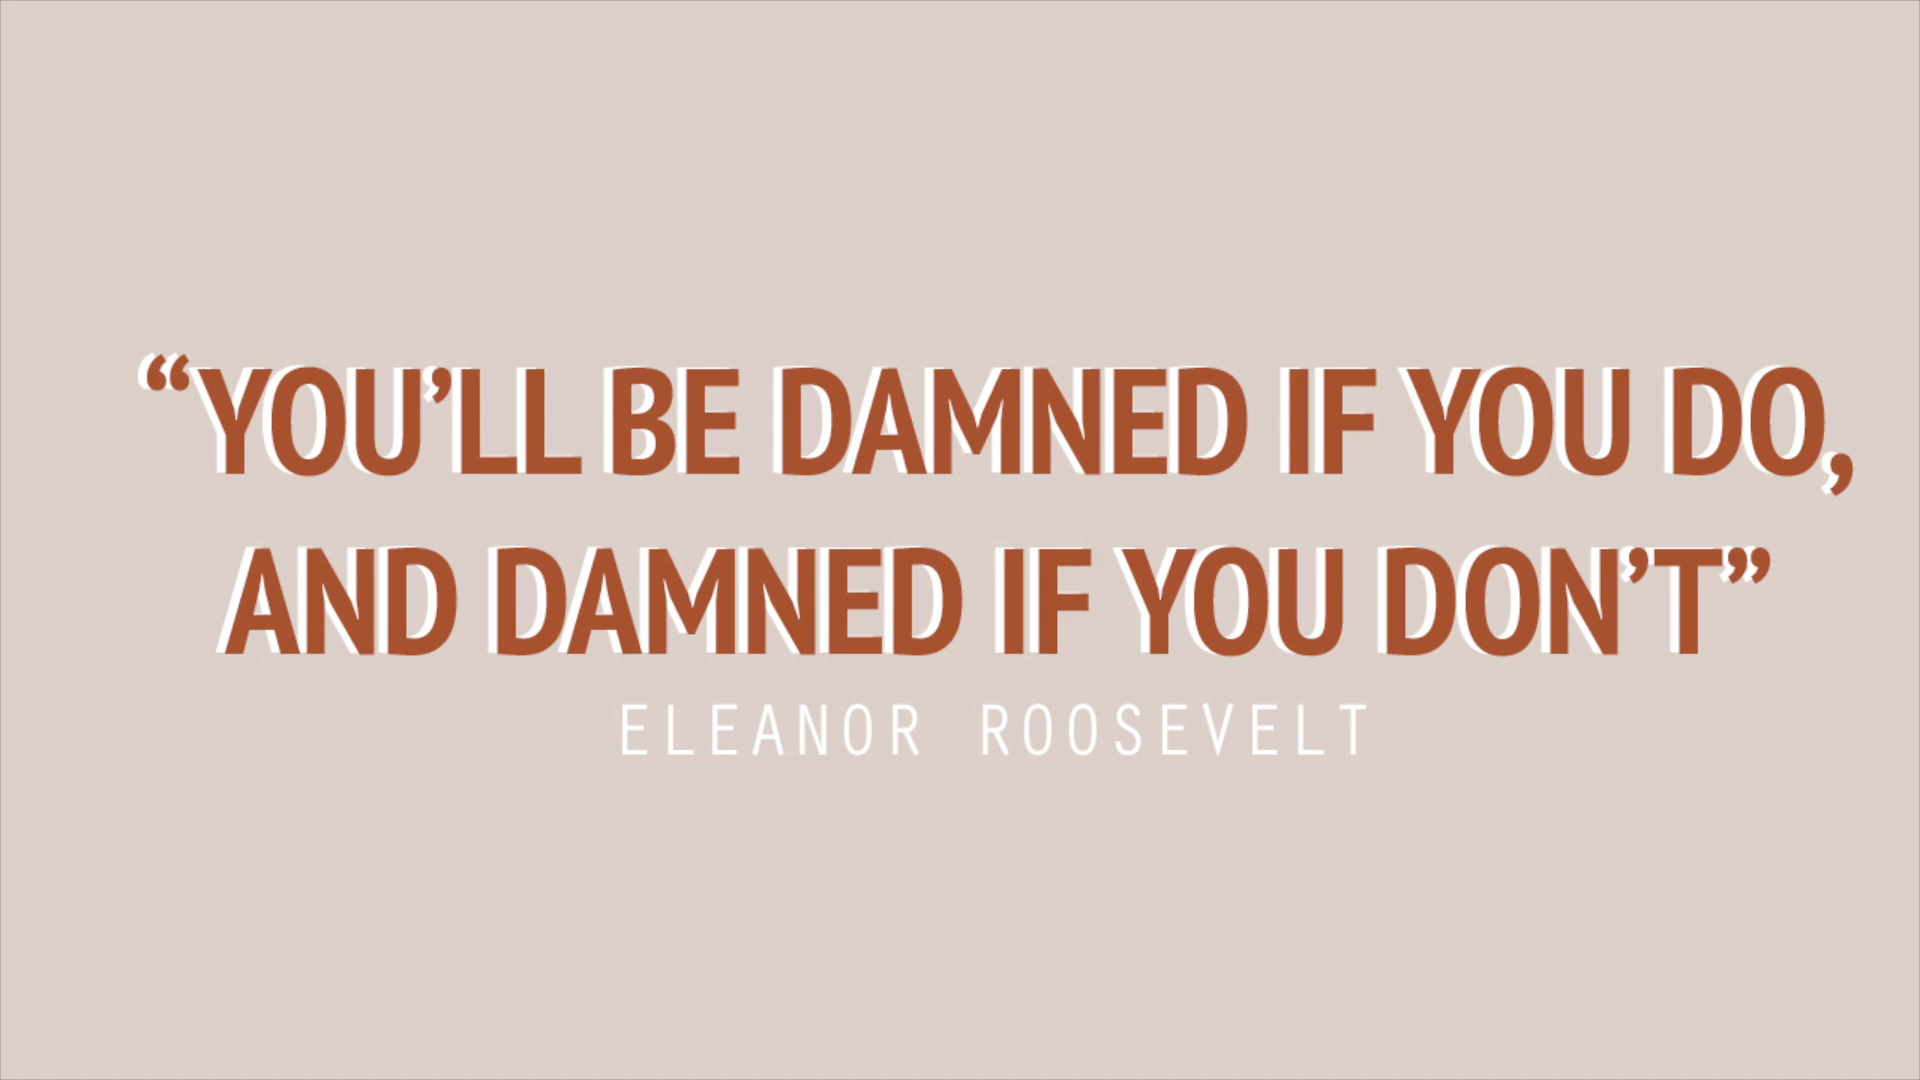 “YOU’LL BE DAMNED IF YOU DO,
AND DAMNED IF YOU DON’T”
ELEANOR ROOSEVELT